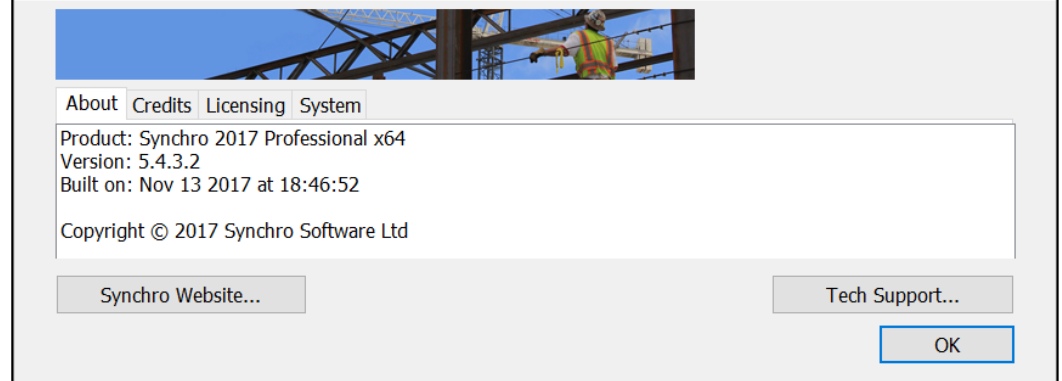 About Credits Licensing System
Product: Synchro 2017 Professional x64
Version: 5.4.3.2
Built on: Nov 13 2017 at 18:46:52
Copyright © 2017 Synchro Software Ltd
Synchro Website... Tech Support...
OK